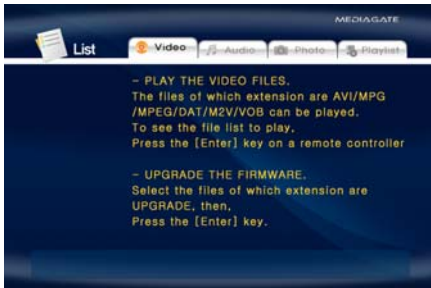 MEDIAGATE
List
Video
Audio
Photo
Playlist
- PLAY THE VIDEO FILES.
The files of which extension are AVI/MPG
/MPEG/DAT/M2V/VOB can be played.
To see the file list to play,
Press the [Enter] key on a remote controller
- UPGRADE THE FIRMWARE.
Select the files of which extension are
UPGRADE, then,
Press the [Enter] key.